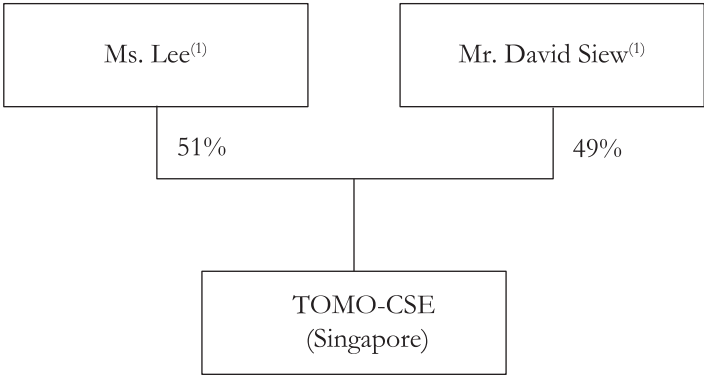 Ms. Lee(1)
Mr. David Siew(1)
51%
49%
TOMO-CSE
(Singapore)